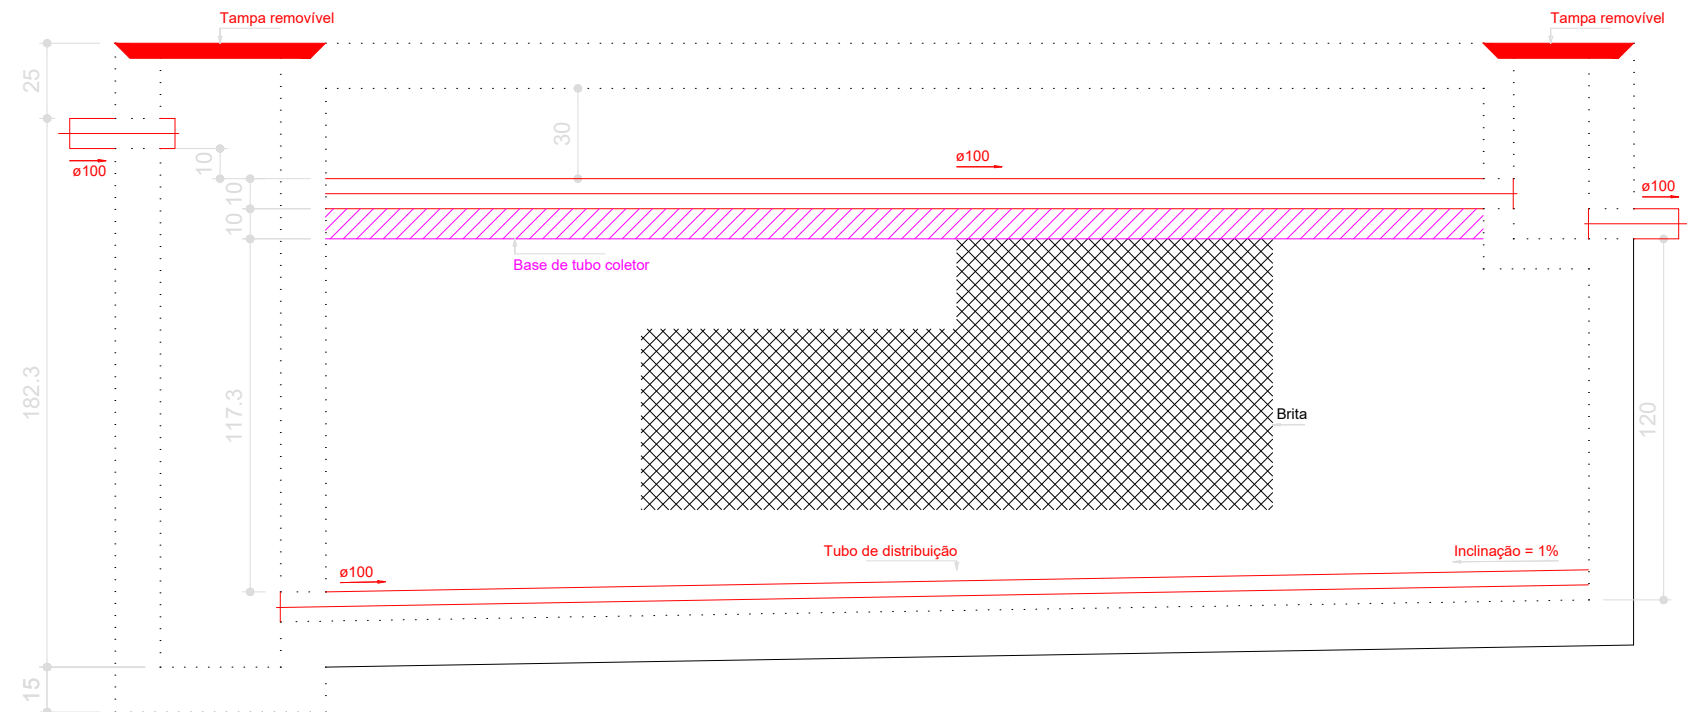 Tampa removível
Tampa removível
25
30
ø100
10
ø100
ø100
10
10
Base de tubo coletor
182.3
117.3
Brita
120
Tubo de distribuição
Inclinação = 1%
ø100
15